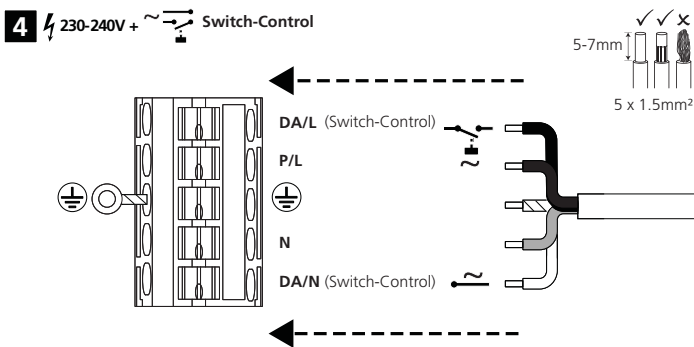 4 230-240V + ~ Switch-Control
5-7mm
5 x 1.5mm²
DA/L (Switch-Control)
~
P/L
N
DA/N (Switch-Control) ~